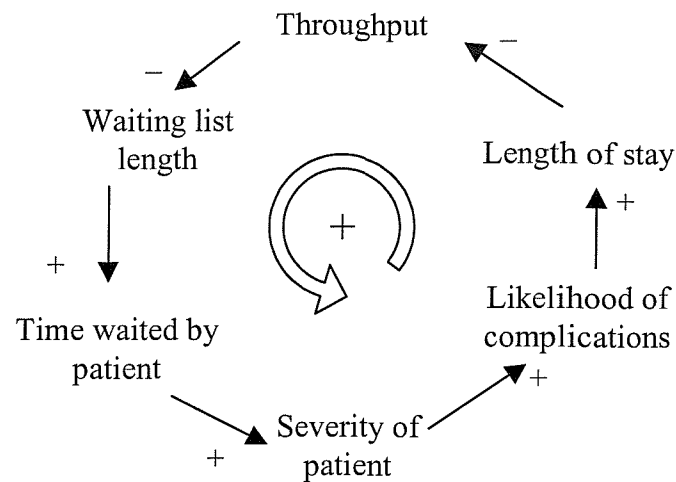 Throughput
−
−
Waiting list
length
Length of stay
+
+
+
Likelihood of
complications
Time waited by
patient
+
Severity of
patient
+